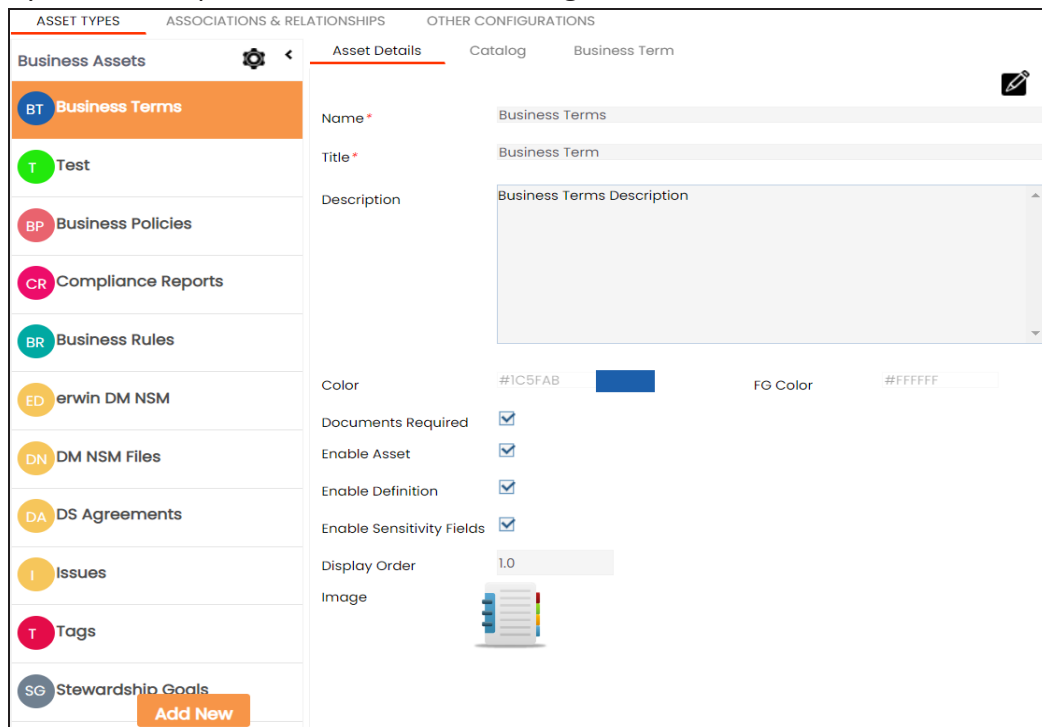 ASSET TYPES ASSOCIATIONS & RELATIONSHIPS OTHER CONFIGURATIONS
Business Assets
Asset Details Catalog Business Term
BT Business Terms
T Test
BP Business Policies
CR Compliance Reports
BR Business Rules
ED erwin DM NSM
DN DM NSM Files
DA DS Agreements
I Issues
T Tags
SG Stewardship Goals
Add New
Name * Business Terms
Title * Business Term
Description Business Terms Description
Color #1C5FAB FG Color #FFFFFF
Documents Required
Enable Asset
Enable Definition
Enable Sensitivity Fields
Display Order 1.0
Image